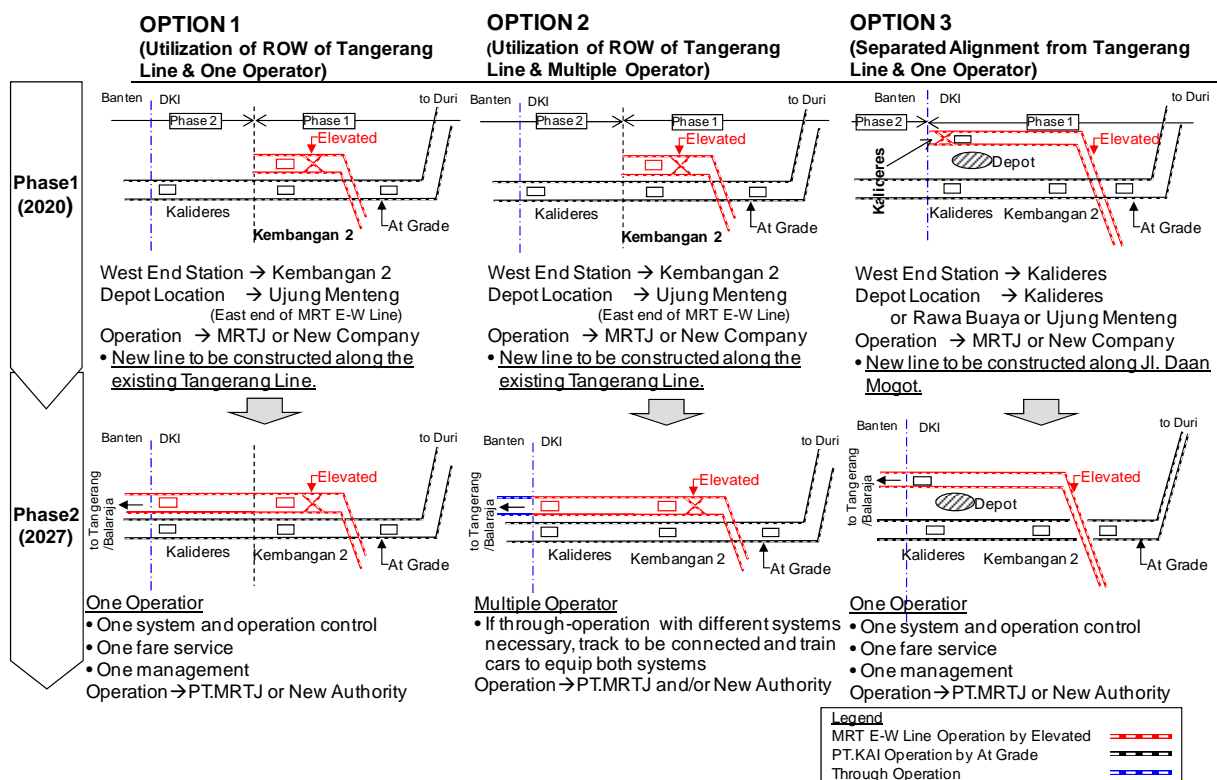 OPTION 1
(Utilization of ROW of Tangerang
Line & One Operator)
OPTION 2
(Utilization of ROW of Tangerang
Line & Multiple Operator)
OPTION 3
(Separated Alignment from Tangerang
Line & One Operator)
Phase1
(2020)
Banten DKI
to Duri
Phase 2
Phase 1
Elevated
Kalideres
Kembangan 2
At Grade
West End Station → Kembangan 2
Depot Location → Ujung Menteng
(East end of MRT E-W Line)
Operation → MRTJ or New Company
• New line to be constructed along the
existing Tangerang Line.
Banten DKI
to Duri
Phase 2
Phase 1
Elevated
Kalideres
Kembangan 2
At Grade
West End Station → Kembangan 2
Depot Location → Ujung Menteng
(East end of MRT E-W Line)
Operation → MRTJ or New Company
• New line to be constructed along the
existing Tangerang Line.
Banten DKI
to Duri
Phase 2
Phase 1
Elevated
Depot
Kaliceres
Kalideres
Kembangan 2
At Grade
West End Station → Kalideres
Depot Location → Kalideres
or Rawa Buaya or Ujung Menteng
Operation → MRTJ or New Company
• New line to be constructed along Jl. Daan
Mogot.
Phase2
(2027)
Banten DKI
to Duri
Elevated
to Tangerang
/Balaraja
Kalideres
Kembangan 2
At Grade
One Operatior
• One system and operation control
• One fare service
• One management
Operation→PT.MRTJ or New Authority
Banten DKI
to Duri
Elevated
to Tangerang
/Balaraja
Kalideres
Kembangan 2
At Grade
Multiple Operator
• If through-operation with different systems
necessary, track to be connected and train
cars to equip both systems
Operation→PT.MRTJ and/or New Authority
Banten DKI
to Duri
Elevated
Depot
to Tangerang
/Balaraja
Kalideres
Kembangan 2
At Grade
One Operatior
• One system and operation control
• One fare service
• One management
Operation→PT.MRTJ or New Authority
Legend
MRT E-W Line Operation by Elevated
PT.KAI Operation by At Grade
Through Operation